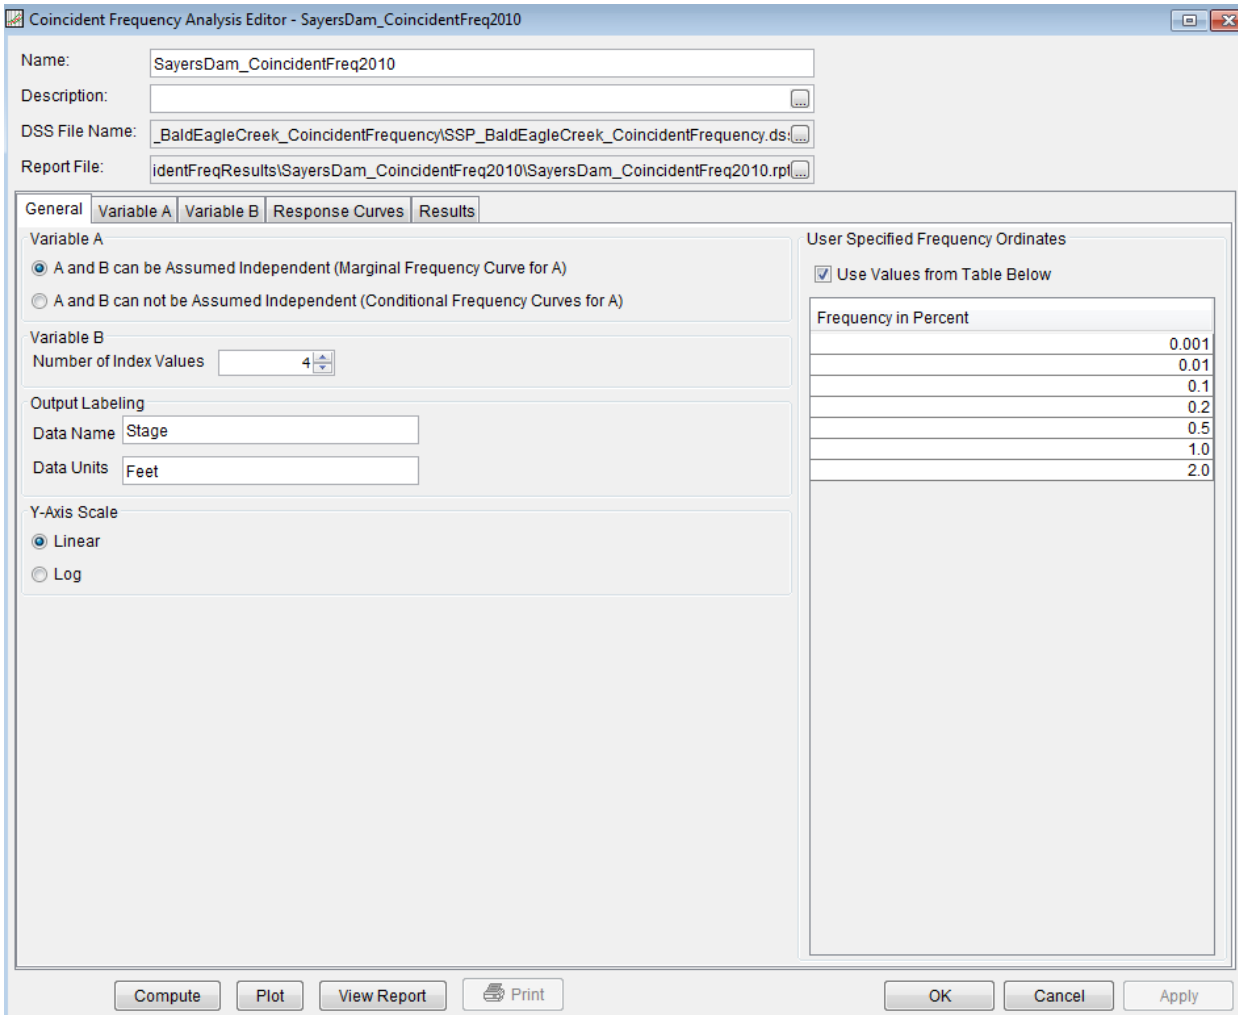 Coincident Frequency Analysis Editor - SayersDam_CoincidentFreq2010
Name: SayersDam_CoincidentFreq2010
Description: ...
DSS File Name: _BaldEagleCreek_CoincidentFrequency\SSP_BaldEagleCreek_CoincidentFrequency.ds: ...
Report File: identFreqResults\SayersDam_CoincidentFreq2010\SayersDam_CoincidentFreq2010.rpt ...
General Variable A Variable B Response Curves Results
Variable A
A and B can be Assumed Independent (Marginal Frequency Curve for A)
A and B can not be Assumed Independent (Conditional Frequency Curves for A)
Variable B
Number of Index Values 4
Output Labeling
Data Name Stage
Data Units Feet
Y-Axis Scale
Linear
Log
User Specified Frequency Ordinates
Use Values from Table Below
Frequency in Percent
0.001
0.01
0.1
0.2
0.5
1.0
2.0
Compute Plot View Report Print OK Cancel Apply